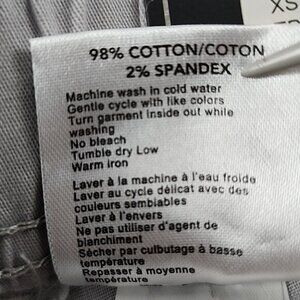 98% COTTON/COTON
2% SPANDEX
Machine wash in cold water
Gentle cycle with like colors
Turn garment inside out while
washing
No bleach
Tumble dry Low
Warm iron
Laver à la machine à l'eau froide
Laver au cycle délicat avec des
couleurs semblables
Laver à l'envers
Ne pas utiliser d'agent de
blanchiment
Sécher par culbutage à basse
température
Repasser à moyenne
température
XS